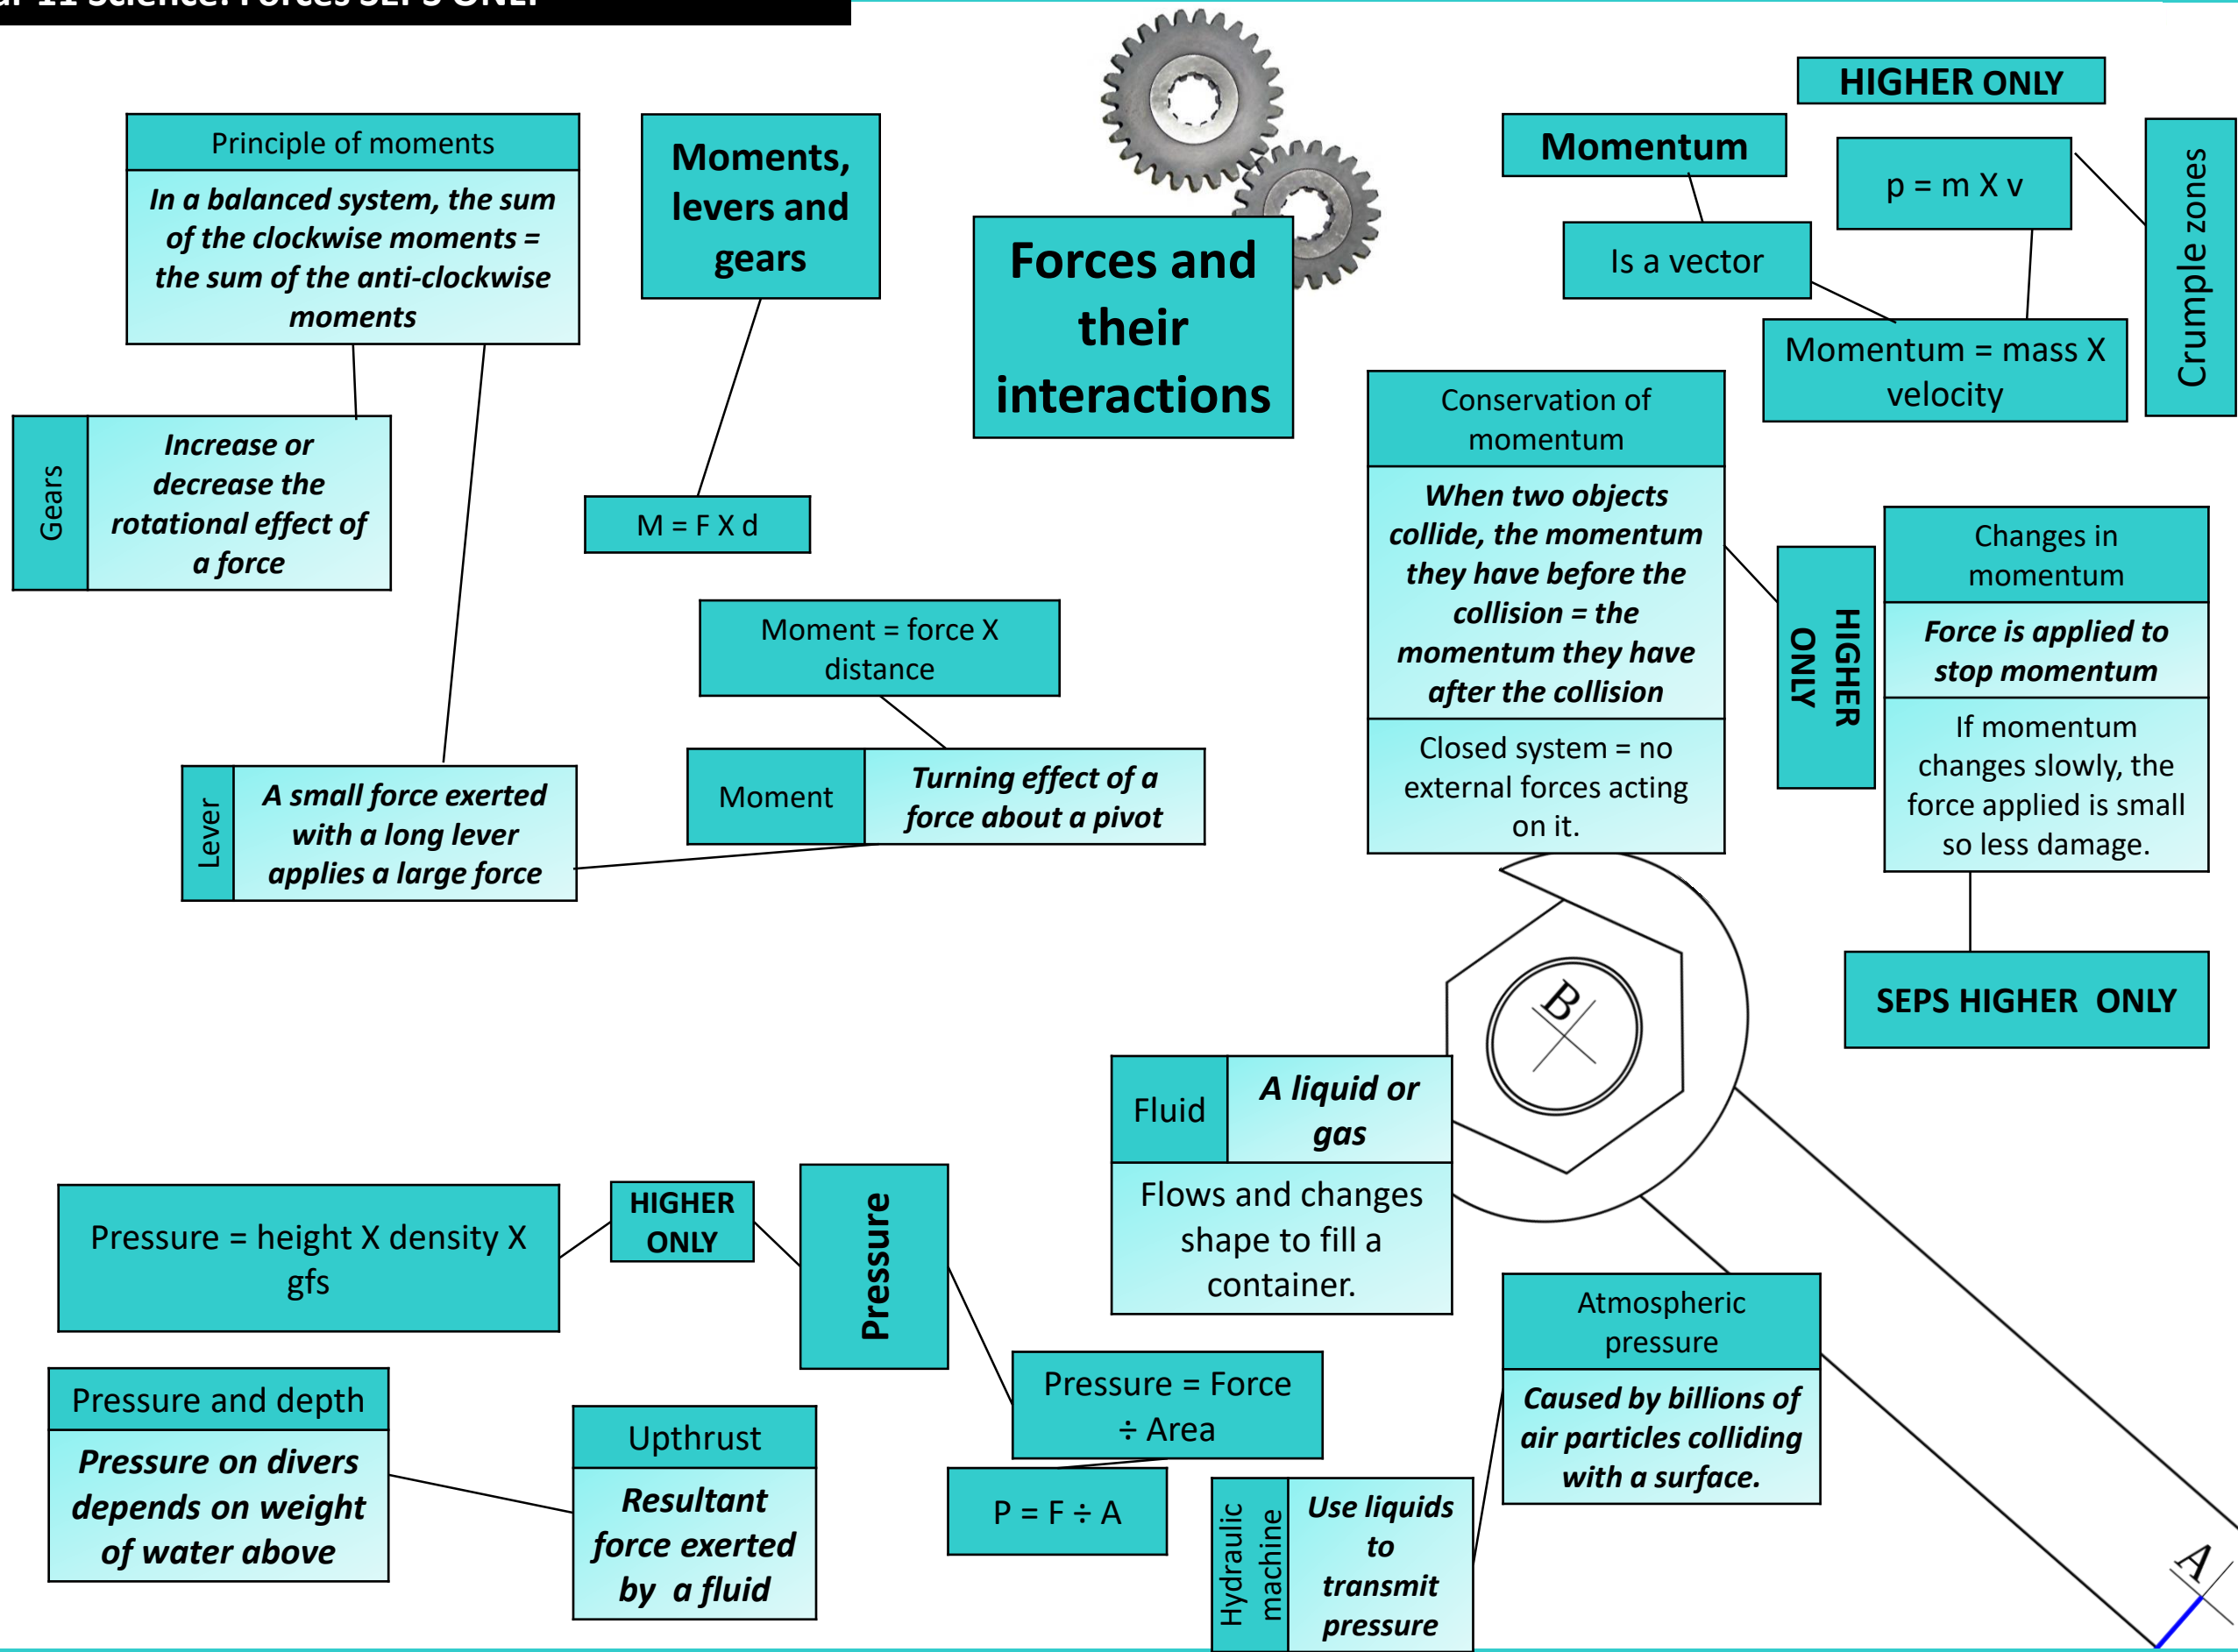 11 Science: Forces SEPS ONLY
HIGHER ONLY
Principle of moments
In a balanced system, the sum
of the clockwise moments =
the sum of the anti-clockwise
moments
Moments,
levers and
gears
Forces and
their
interactions
Momentum
p = m X v
Crumple zones
Is a vector
Momentum = mass X
velocity
Gears
Increase or
decrease the
rotational effect of
a force
M = F X d
Conservation of
momentum
When two objects
collide, the momentum
they have before the
collision = the
momentum they have
after the collision
Closed system = no
external forces acting
on it.
HIGHER
ONLY
Changes in
momentum
Force is applied to
stop momentum
If momentum
changes slowly, the
force applied is small
so less damage.
SEPS HIGHER ONLY
Moment = force X
distance
Moment
Turning effect of a
force about a pivot
Lever
A small force exerted
with a long lever
applies a large force
B
Fluid
A liquid or
gas
Flows and changes
shape to fill a
container.
Pressure = height X density X
gfs
HIGHER
ONLY
Pressure
Atmospheric
pressure
Caused by billions of
air particles colliding
with a surface.
Pressure and depth
Pressure on divers
depends on weight
of water above
Upthrust
Resultant
force exerted
by a fluid
Pressure = Force
÷ Area
P = F ÷ A
Hydraulic
machine
Use liquids
to
transmit
pressure
A